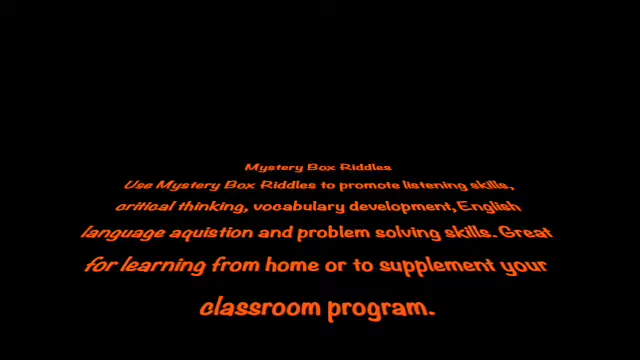 Mystery Box Riddles
Use Mystery Box Riddles to promote listening skills,
critical thinking, vocabulary development, English
language aquistion and problem solving skills. Great
for learning from home or to supplement your
classroom program.